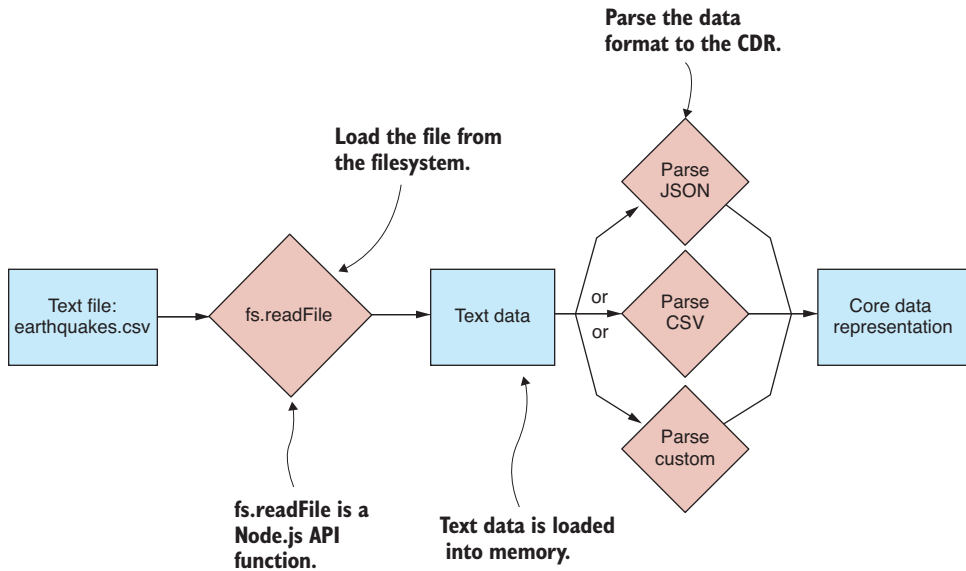 Parse the data
format to the CDR.
Load the file from
the filesystem.
Parse
JSON
Text file:
earthquakes.csv
fs.readFile
Text data
or
or
Parse
CSV
Core data
representation
Parse
custom
fs.readFile is a
Node.js API
function.
Text data is loaded
into memory.